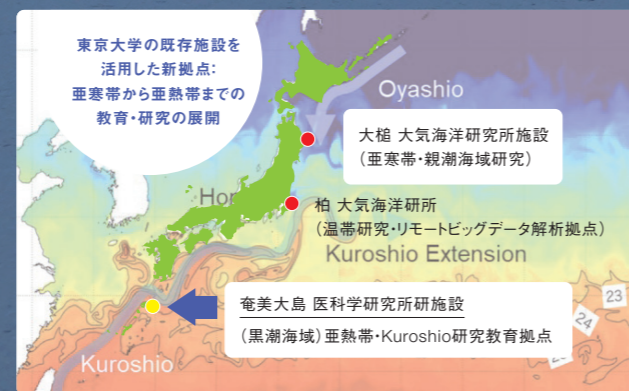 東京大学の既存施設を
活用した新拠点：
亜寒帯から亜熱帯までの
教育・研究の展開
Oyashio
大槌 大気海洋研究所施設
（亜寒帯・親潮海域研究）
Hon
柏 大気海洋研所
（温帯研究・リモートビッグデータ解析拠点）
Kuroshio Extension
奄美大島 医科学研究所研施設
（黒潮海域）亜熱帯・Kuroshio研究教育拠点
23
24
Kuroshio